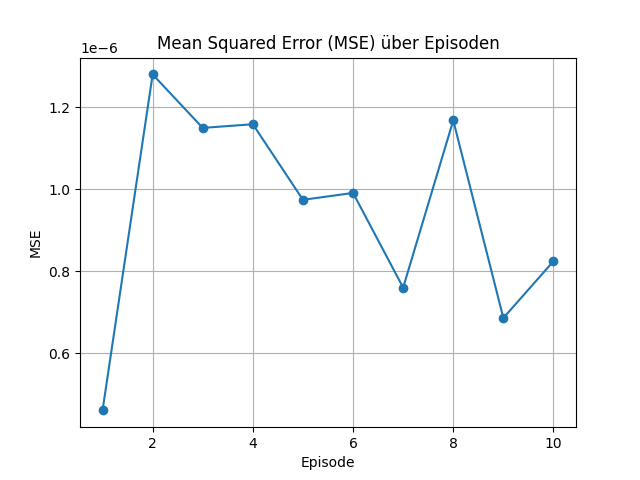 Mean Squared Error (MSE) über Episoden
1e−6
1.2
1.0
0.8
0.6
MSE
2 4 6 8 10
Episode